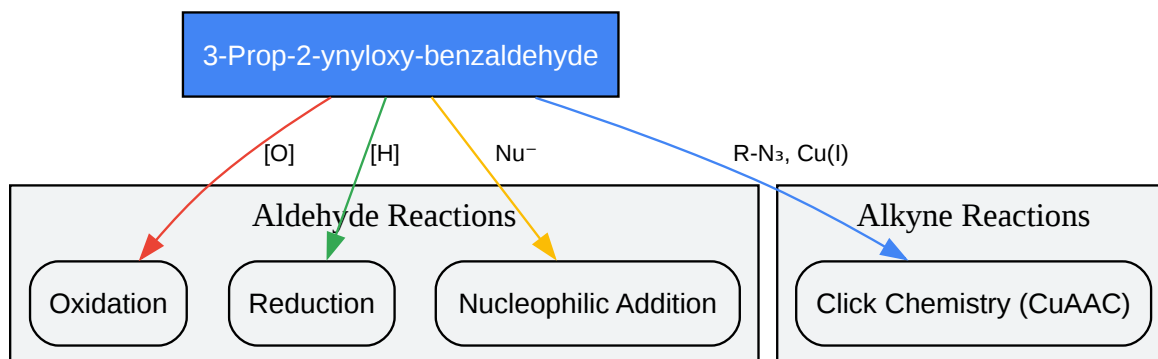 3-Prop-2-ynyloxy-benzaldehyde
[O]
[H]
Nu⁻
R-N₃, Cu(I)
Aldehyde Reactions
Alkyne Reactions
Oxidation
Reduction
Nucleophilic Addition
Click Chemistry (CuAAC)